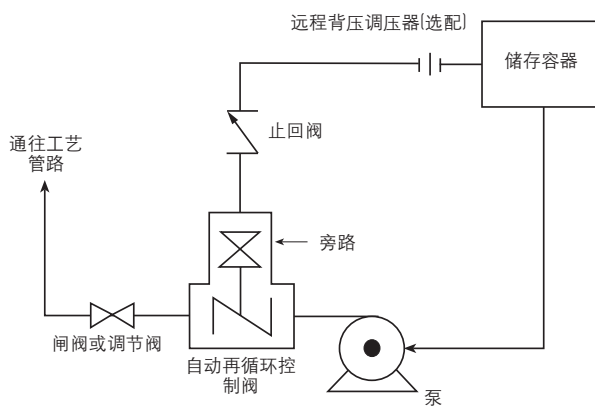 远程背压调压器(选配)
储存容器
止回阀
通往工艺
管路
旁路
闸阀或调节阀
自动再循环控
制阀
泵